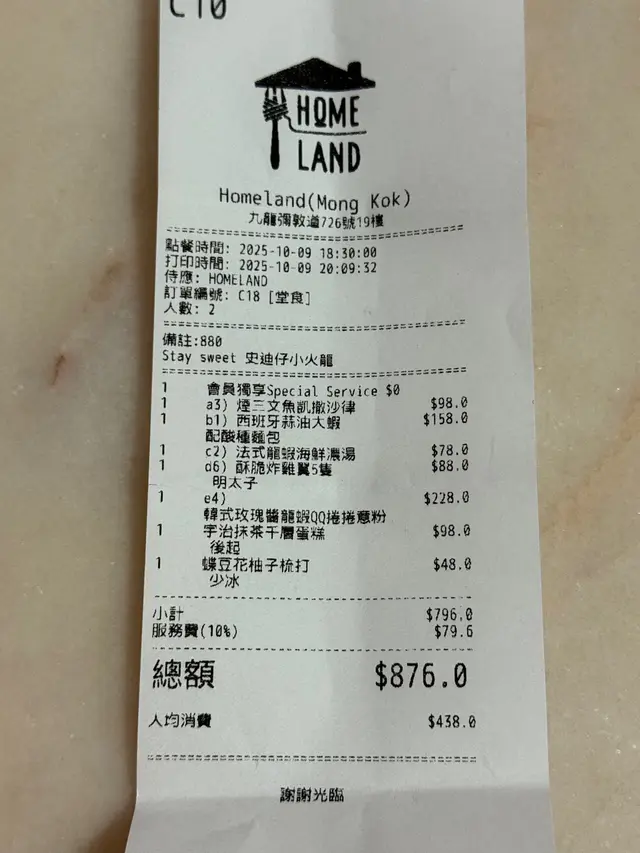 C18
HOME
LAND
Homeland(Mong Kok)
九龍彌敦道726號19樓
點餐時間: 2025-10-09 18:30:00
打印時間: 2025-10-09 20:09:32
侍應: HOMELAND
訂單編號: C18 [堂食]
人數: 2
備註:880
Stay sweet 史迪仔小火龍
1 會員獨享Special Service $0
1 a3) 煙三文魚凱撒沙律 $98.0
1 b1) 西班牙蒜油大蝦 $158.0
配酸種麵包
1 c2) 法式龍蝦海鮮濃湯 $78.0
1 d6) 酥脆炸雞翼5隻 $88.0
明太子
1 e4) $228.0
韓式玫瑰醬龍蝦QQ捲捲意粉
1 宇治抹茶千層蛋糕 $98.0
後起
1 蝶豆花柚子梳打 $48.0
少冰
小計 $796.0
服務費(10%) $79.6
總額 $876.0
人均消費 $438.0
謝謝光臨